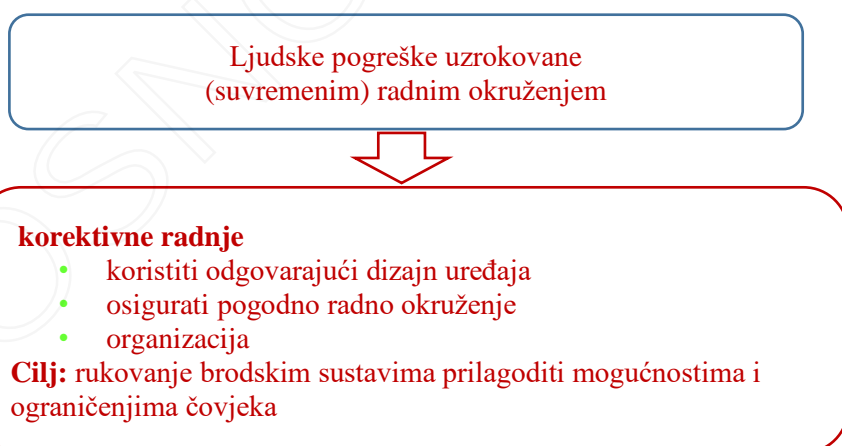 Ljudske pogreške uzrokovane
(suvremenim) radnim okruženjem
korektivne radnje
• koristiti odgovarajući dizajn uređaja
• osigurati pogodno radno okruženje
• organizacija
Cilj: rukovanje brodskim sustavima prilagoditi mogućnostima i
ograničenjima čovjeka